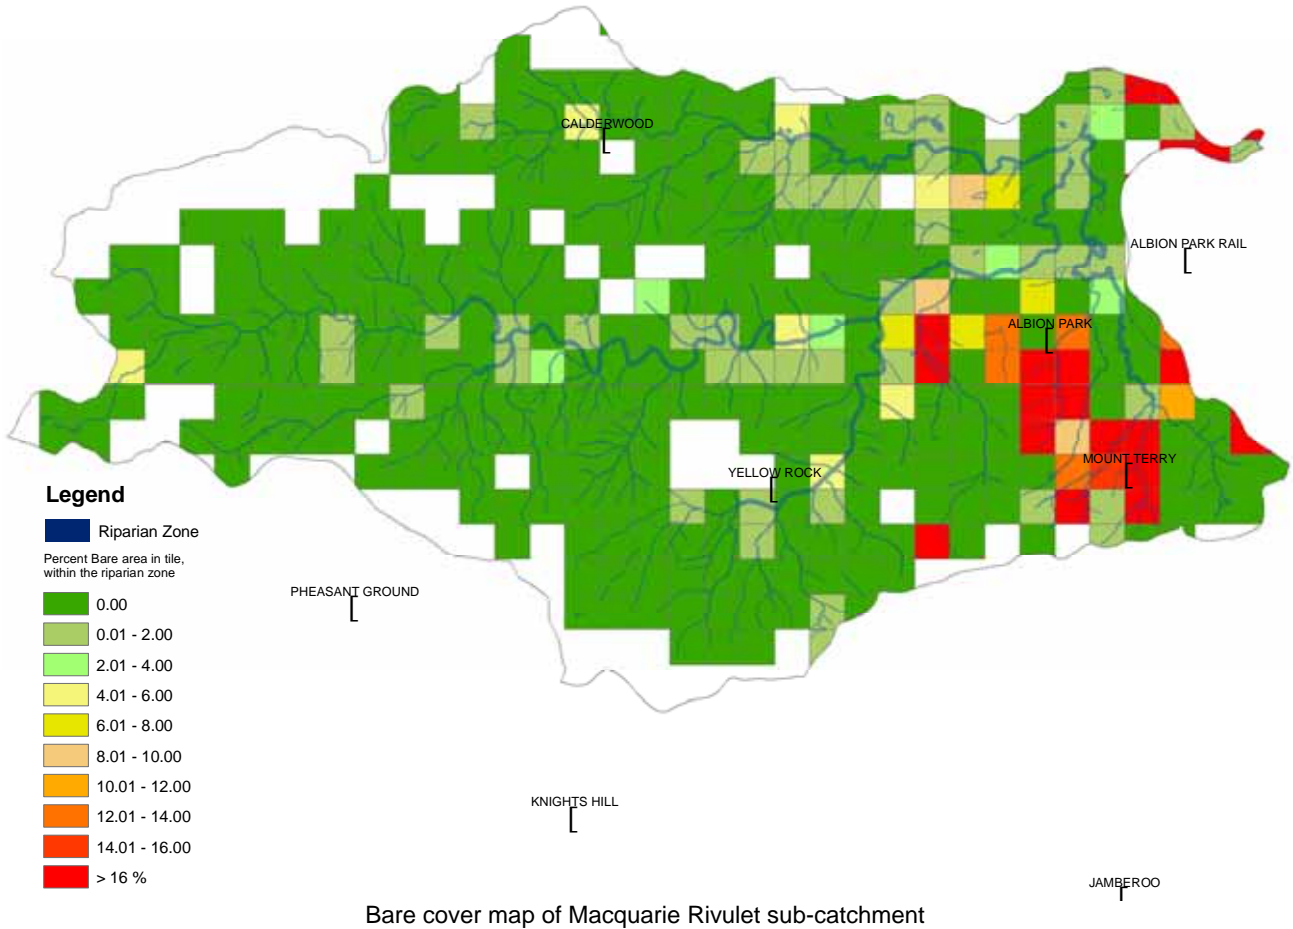 CALDERWOOD
ALBION PARK RAIL
ALBION PARK
MOUNT TERRY
YELLOW ROCK
Legend
Riparian Zone
Percent Bare area in tile,
within the riparian zone
0.00
0.01 - 2.00
2.01 - 4.00
4.01 - 6.00
6.01 - 8.00
8.01 - 10.00
10.01 - 12.00
12.01 - 14.00
14.01 - 16.00
> 16 %
PHEASANT GROUND
KNIGHTS HILL
JAMBEROO
Bare cover map of Macquarie Rivulet sub-catchment